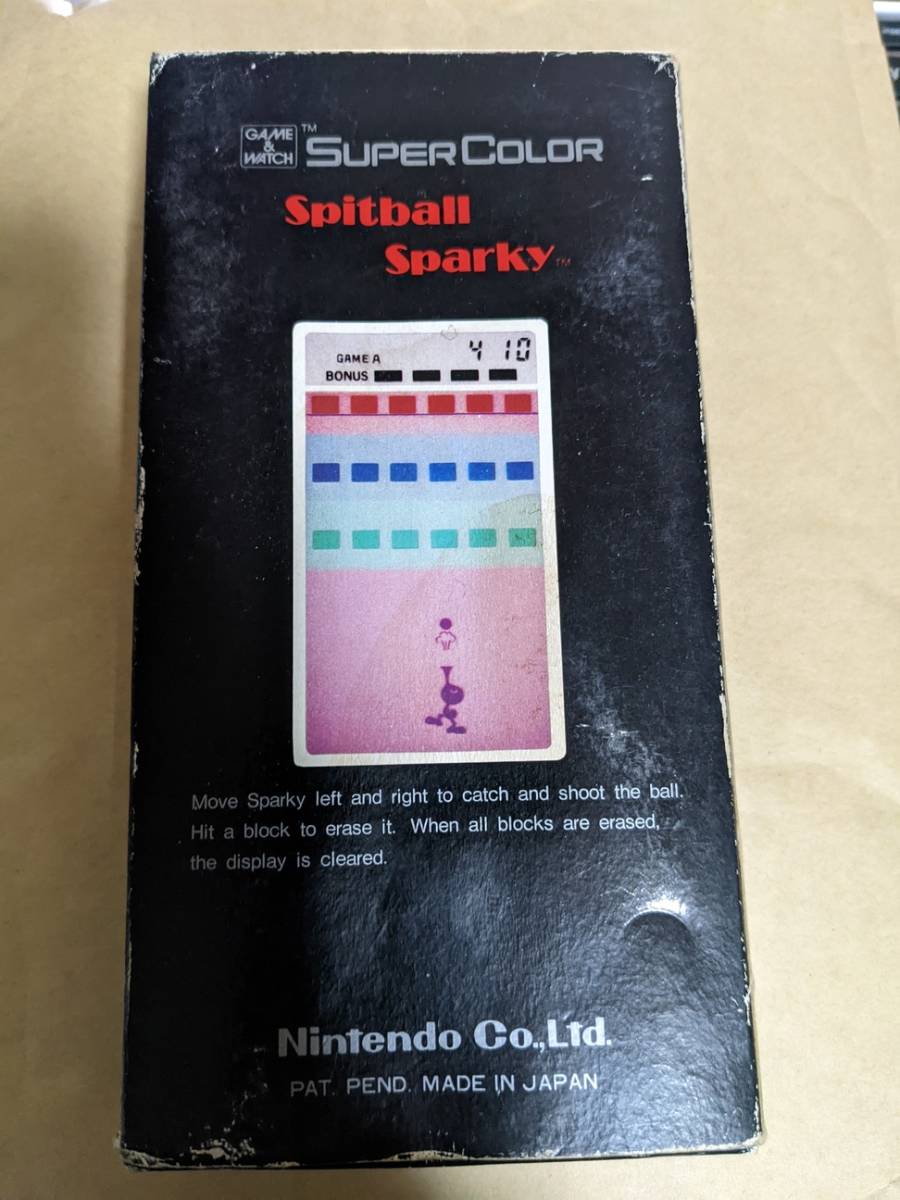 GAME & WATCH™ SUPER COLOR
Spitball
Sparky™
GAME A 4 10
BONUS
Move Sparky left and right to catch and shoot the ball.
Hit a block to erase it. When all blocks are erased,
the display is cleared.
Nintendo Co.,Ltd.
PAT. PEND. MADE IN JAPAN